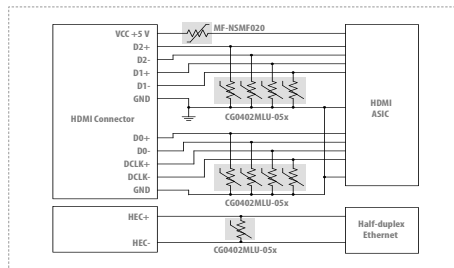 VCC +5 V
MF-NSMF020
D2+
D2-
D1+
D1-
GND
CG0402MLU-05x
HDMI Connector
HDMI
ASIC
D0+
D0-
DCLK+
DCLK-
GND
CG0402MLU-05x
HEC+
HEC-
CG0402MLU-05x
Half-duplex
Ethernet